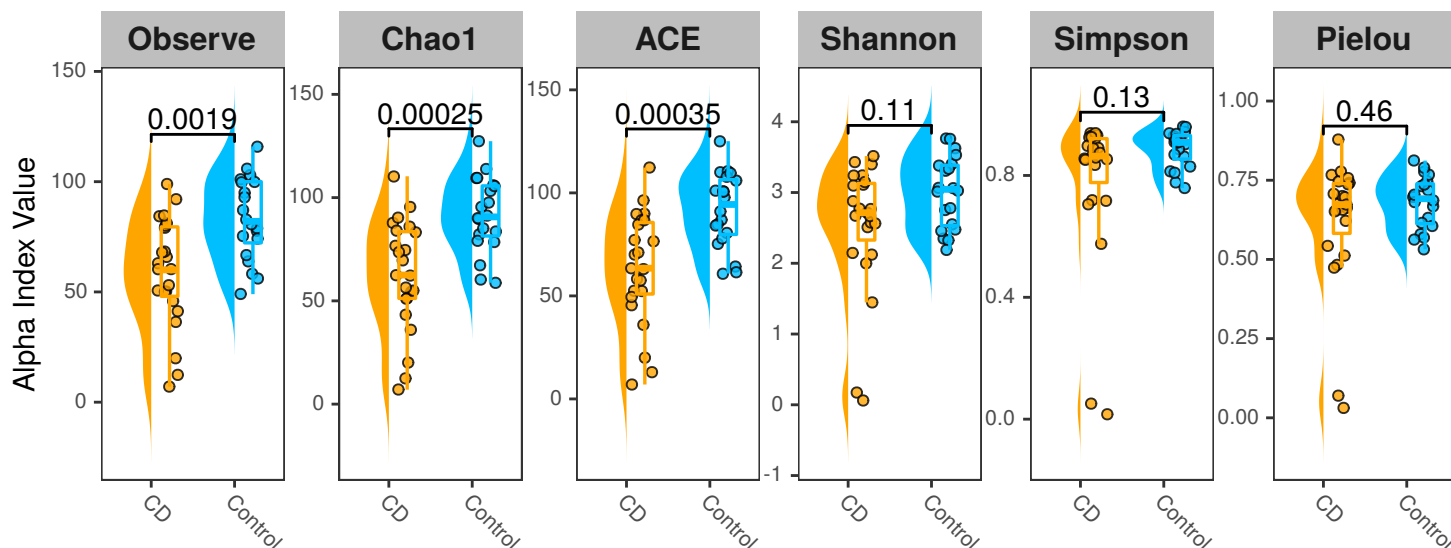 Observe Chao1 ACE Shannon Simpson Pielou
Alpha Index Value
150
100
50
0
0.0019
CD
Control
150
100
50
0
0.00025
CD
Control
150
100
50
0
0.00035
CD
Control
4
3
2
1
0
-1
0.11
CD
Control
0.8
0.4
0.0
0.13
CD
Control
1.00
0.75
0.50
0.25
0.00
0.46
CD
Control